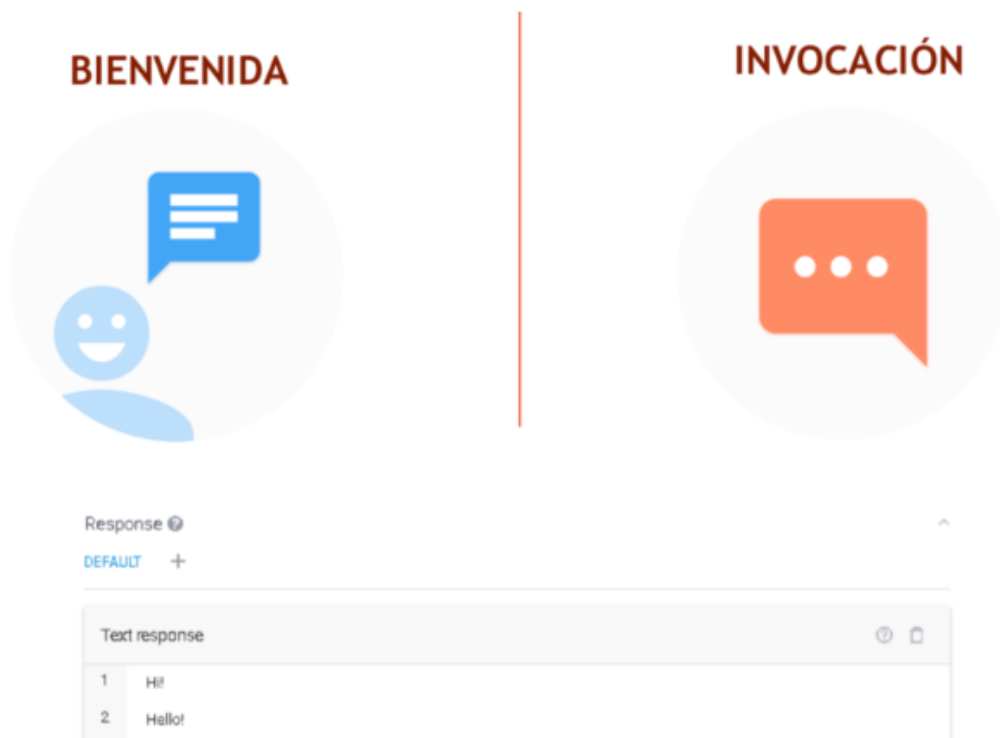 BIENVENIDA
INVOCACIÓN
Response
DEFAULT +
Text response
1 Hi!
2 Hello!